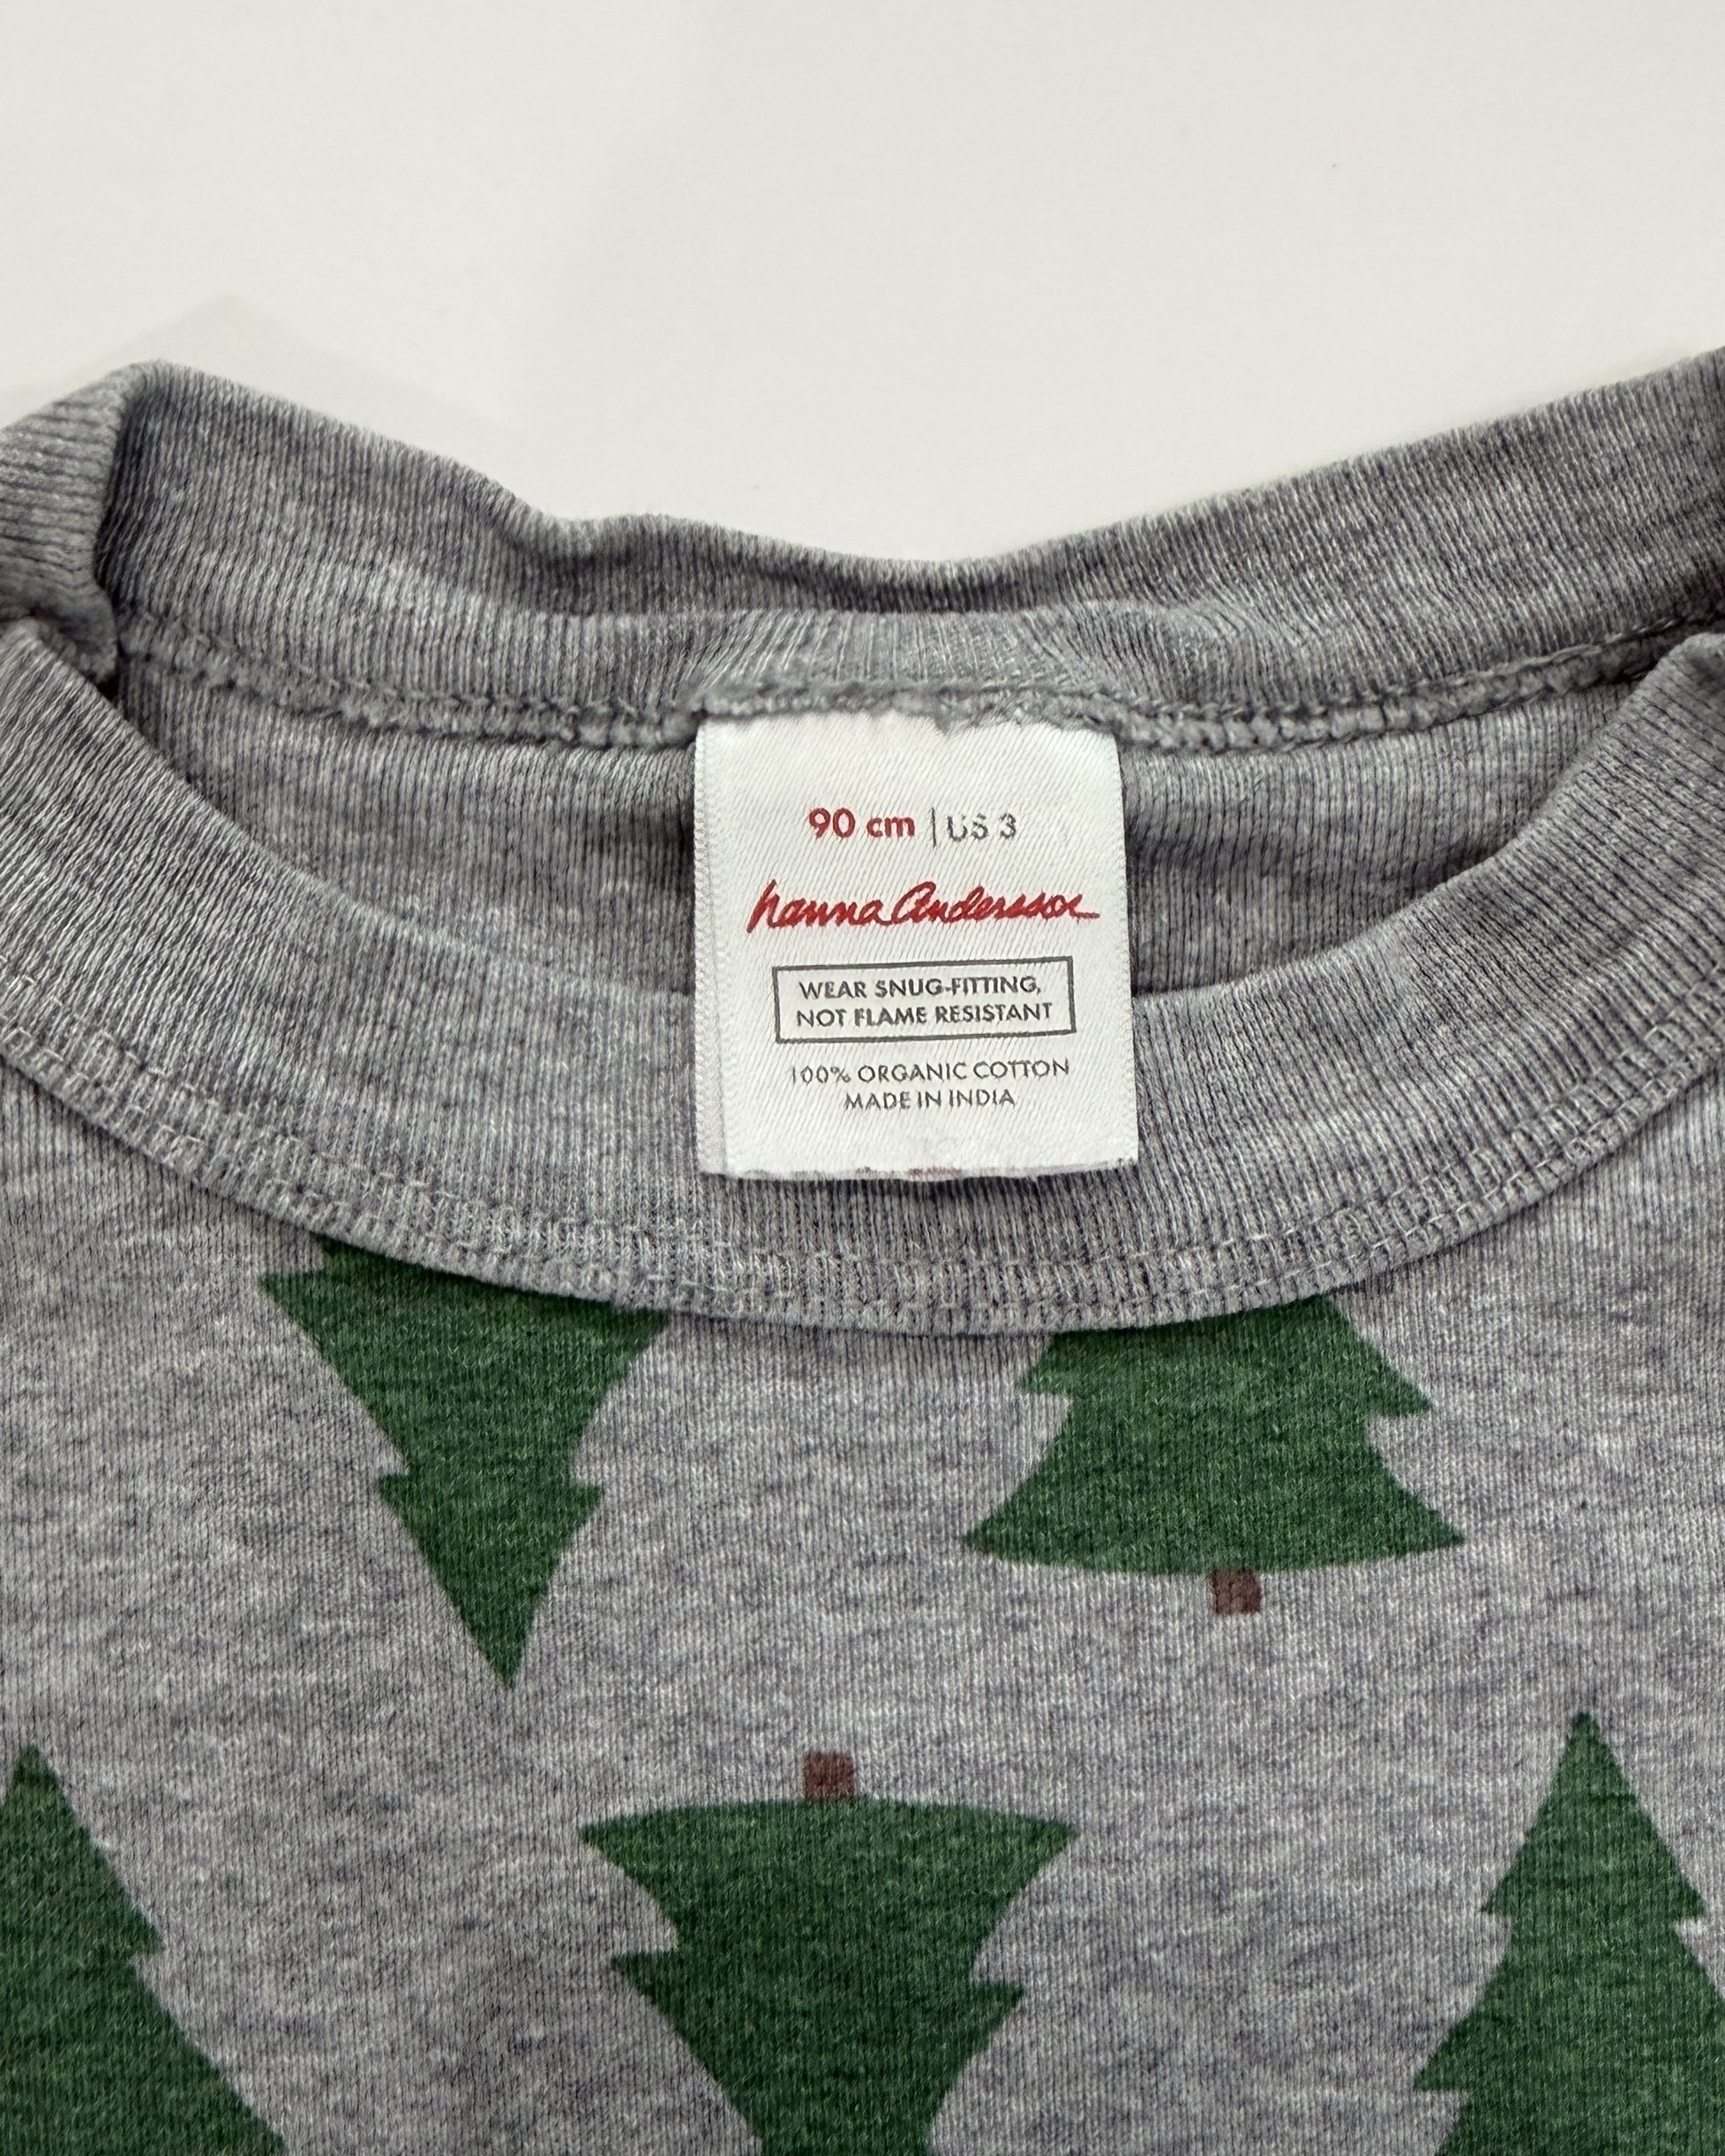 90 cm | US 3
hanna Andersson
WEAR SNUG-FITTING,
NOT FLAME RESISTANT
100% ORGANIC COTTON
MADE IN INDIA